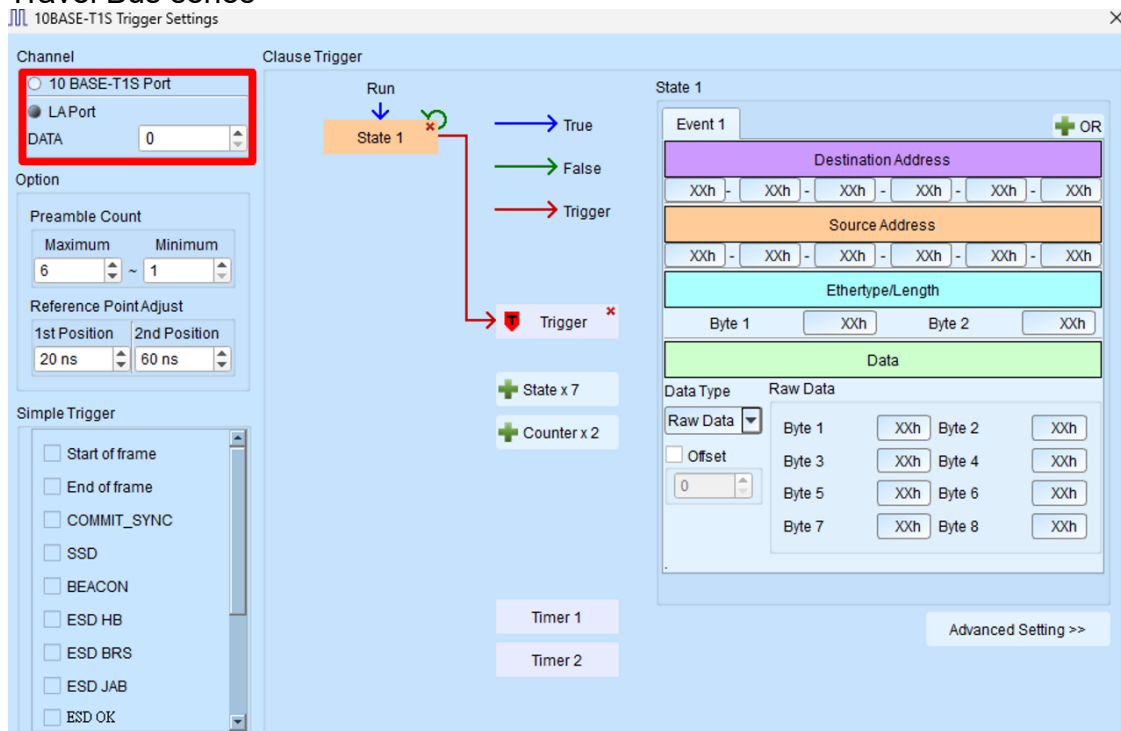 Travel Bus series
10BASE-T1S Trigger Settings
Channel
10 BASE-T1S Port
LA Port
DATA 0
Option
Preamble Count
Maximum Minimum
6 ~ 1
Reference Point Adjust
1st Position 2nd Position
20 ns 60 ns
Simple Trigger
Start of frame
End of frame
COMMIT_SYNC
SSD
BEACON
ESD HB
ESD BRS
ESD JAB
ESD OK
Clause Trigger
Run
State 1
True
False
Trigger
Trigger
State x 7
Counter x 2
Timer 1
Timer 2
State 1
Event 1 OR
Destination Address
XXh - XXh - XXh - XXh - XXh - XXh
Source Address
XXh - XXh - XXh - XXh - XXh - XXh
Ethertype/Length
Byte 1 XXh Byte 2 XXh
Data
Data Type Raw Data
Raw Data Byte 1 XXh Byte 2 XXh
Offset Byte 3 XXh Byte 4 XXh
0 Byte 5 XXh Byte 6 XXh
Byte 7 XXh Byte 8 XXh
.
Advanced Setting >>